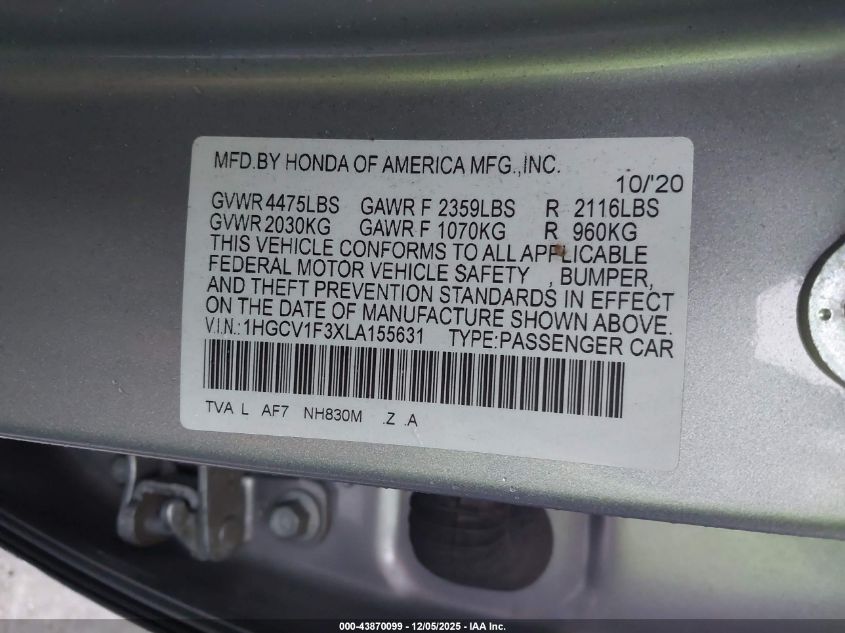 MFD.BY HONDA OF AMERICA MFG.,INC.
10/'20
GVWR 4475LBS GAWR F 2359LBS R 2116LBS
GVWR 2030KG GAWR F 1070KG R 960KG
THIS VEHICLE CONFORMS TO ALL APPLICABLE
FEDERAL MOTOR VEHICLE SAFETY , BUMPER,
AND THEFT PREVENTION STANDARDS IN EFFECT
ON THE DATE OF MANUFACTURE SHOWN ABOVE.
V.I.N.:1HGCV1F3XLA155631 TYPE:PASSENGER CAR
TVA L AF7 NH830M .Z .A
000-43870099 - 12/05/2025 - IAA Inc.